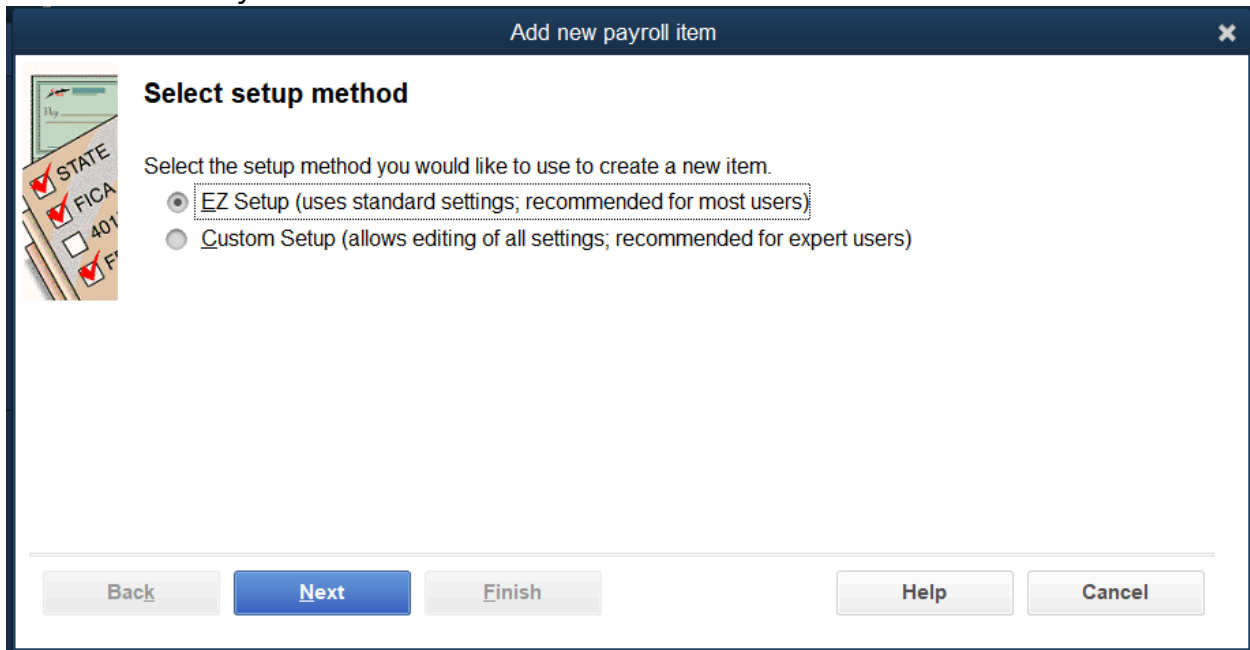 Add new payroll item
Select setup method
Pay
STATE
FICA
401
Select the setup method you would like to use to create a new item.
EZ Setup (uses standard settings; recommended for most users)
Custom Setup (allows editing of all settings; recommended for expert users)
Back
Next
Finish
Help
Cancel